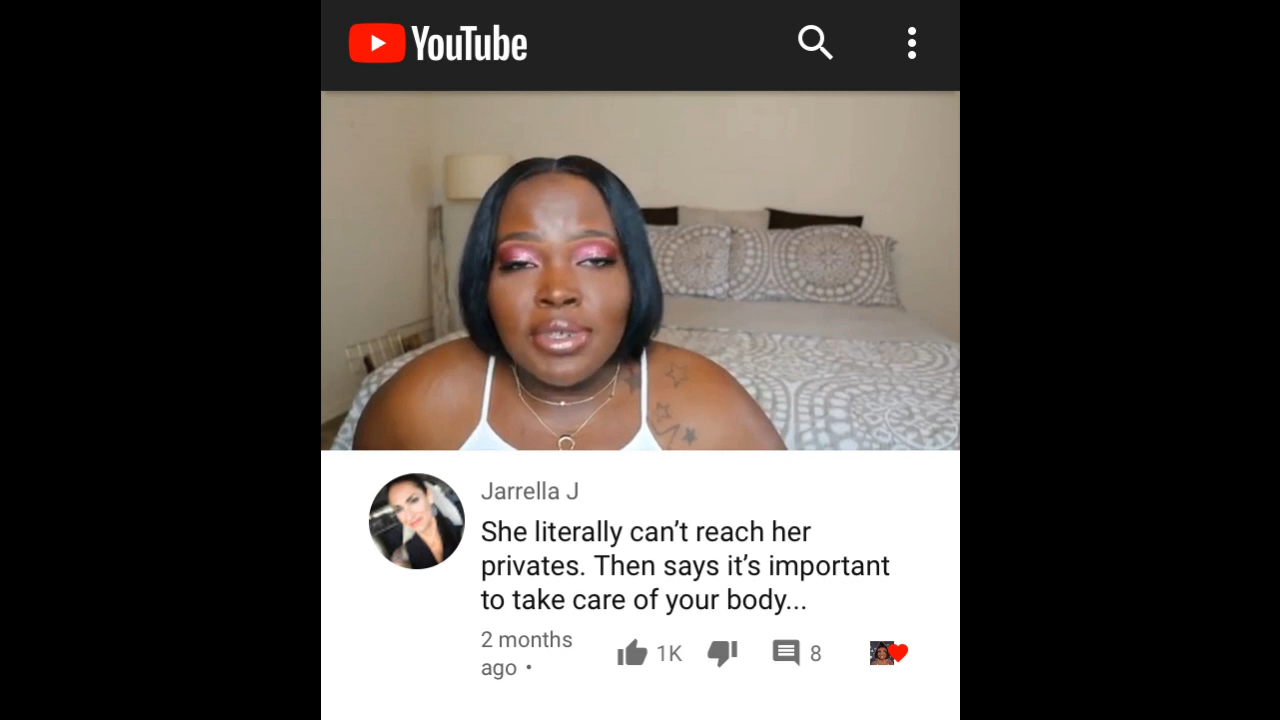 YouTube
Jarrella J
She literally can’t reach her
privates. Then says it’s important
to take care of your body...
2 months
ago •
1K
8